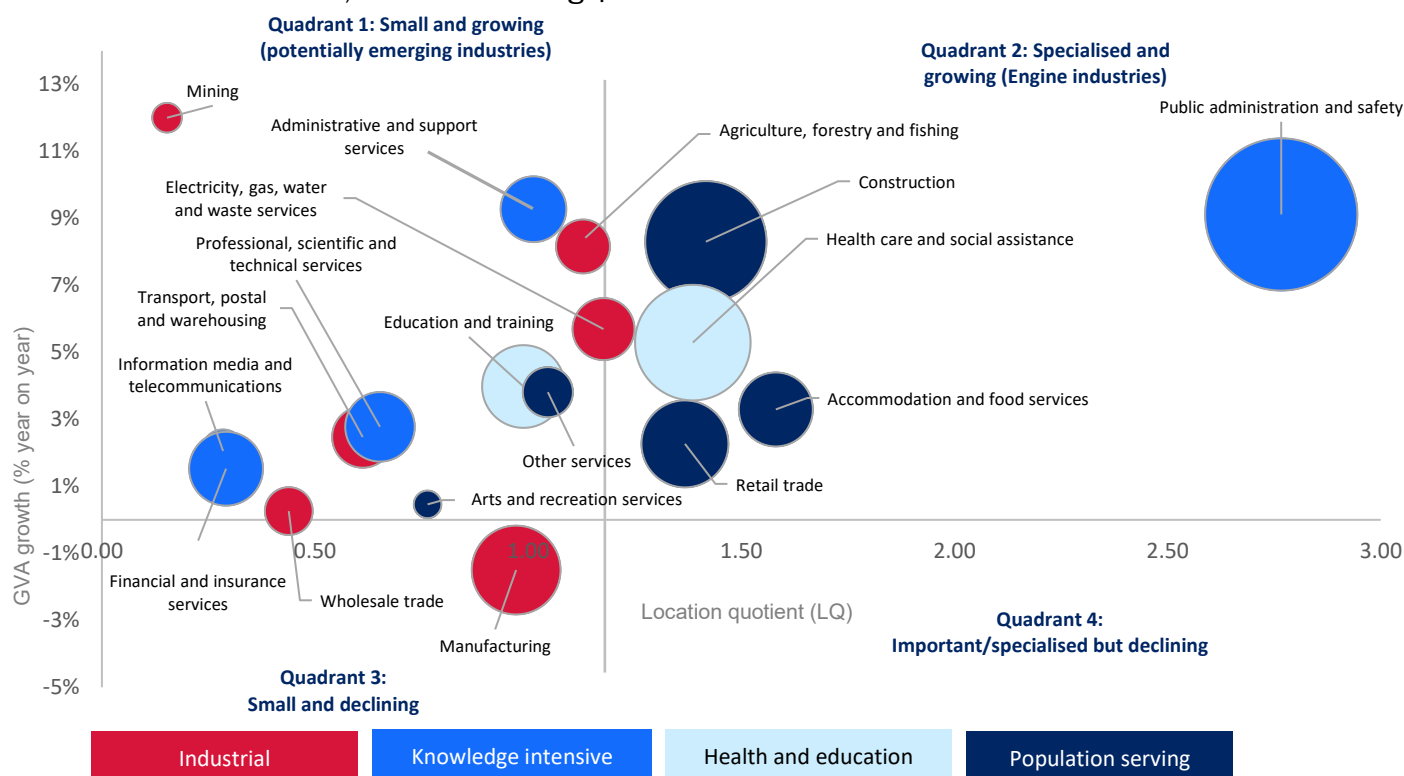 Quadrant 1: Small and growing
(potentially emerging industries)
Quadrant 2: Specialised and
growing (Engine industries)
13%
11%
9%
7%
5%
3%
1%
-1%
-3%
-5%
GVA growth (% year on year)
Mining
Administrative and support
services
Agriculture, forestry and fishing
Public administration and safety
Electricity, gas, water
and waste services
Construction
Professional, scientific and
technical services
Health care and social assistance
Transport, postal
and warehousing
Education and training
Information media and
telecommunications
Accommodation and food services
Other services
Retail trade
Arts and recreation services
0.00
0.50
1.00
1.50
2.00
2.50
3.00
Financial and insurance
services
Wholesale trade
Manufacturing
Location quotient (LQ)
Quadrant 4:
Important/specialised but declining
Quadrant 3:
Small and declining
Industrial
Knowledge intensive
Health and education
Population serving